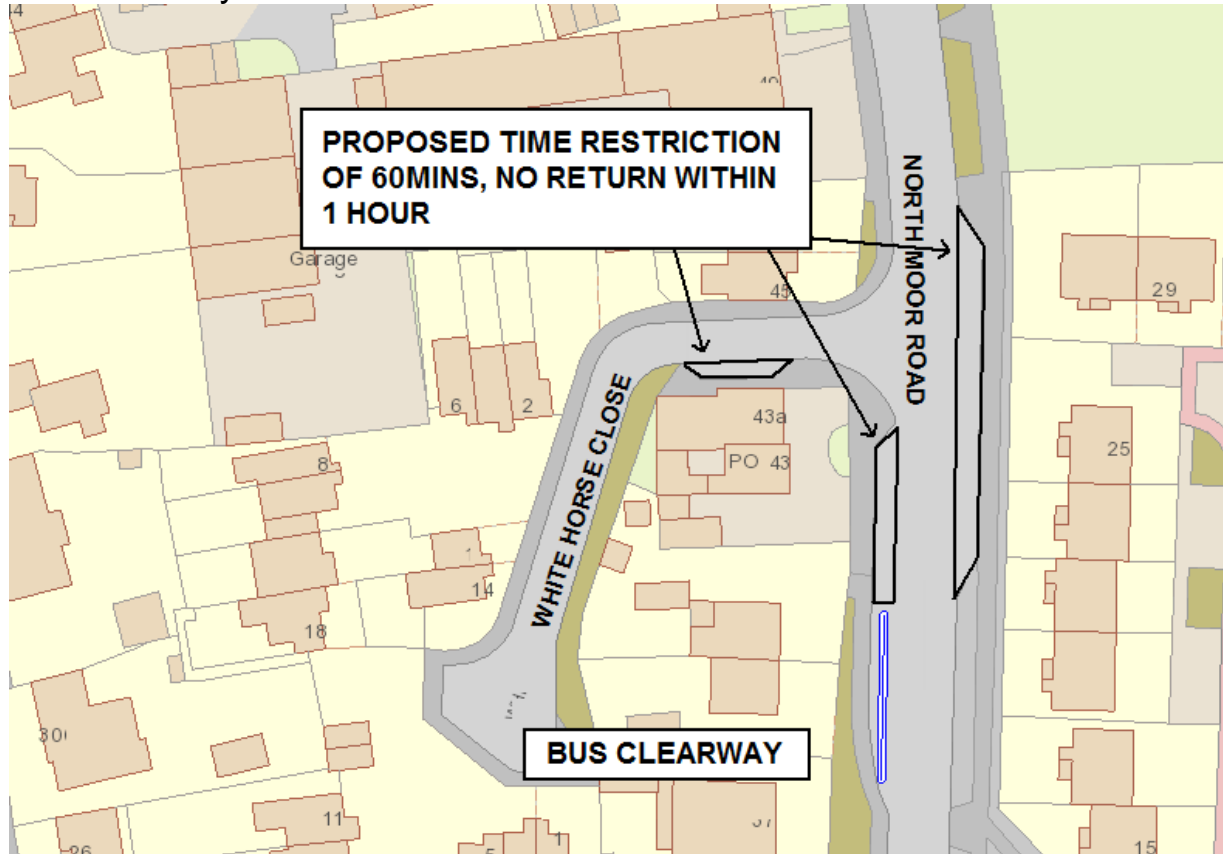 PROPOSED TIME RESTRICTION
OF 60MINS, NO RETURN WITHIN
1 HOUR
NORTH MOOR ROAD
Garage
45
29
WHITE HORSE CLOSE
6
2
43a
PO 43
25
8
14
18
BUS CLEARWAY
11
1
15